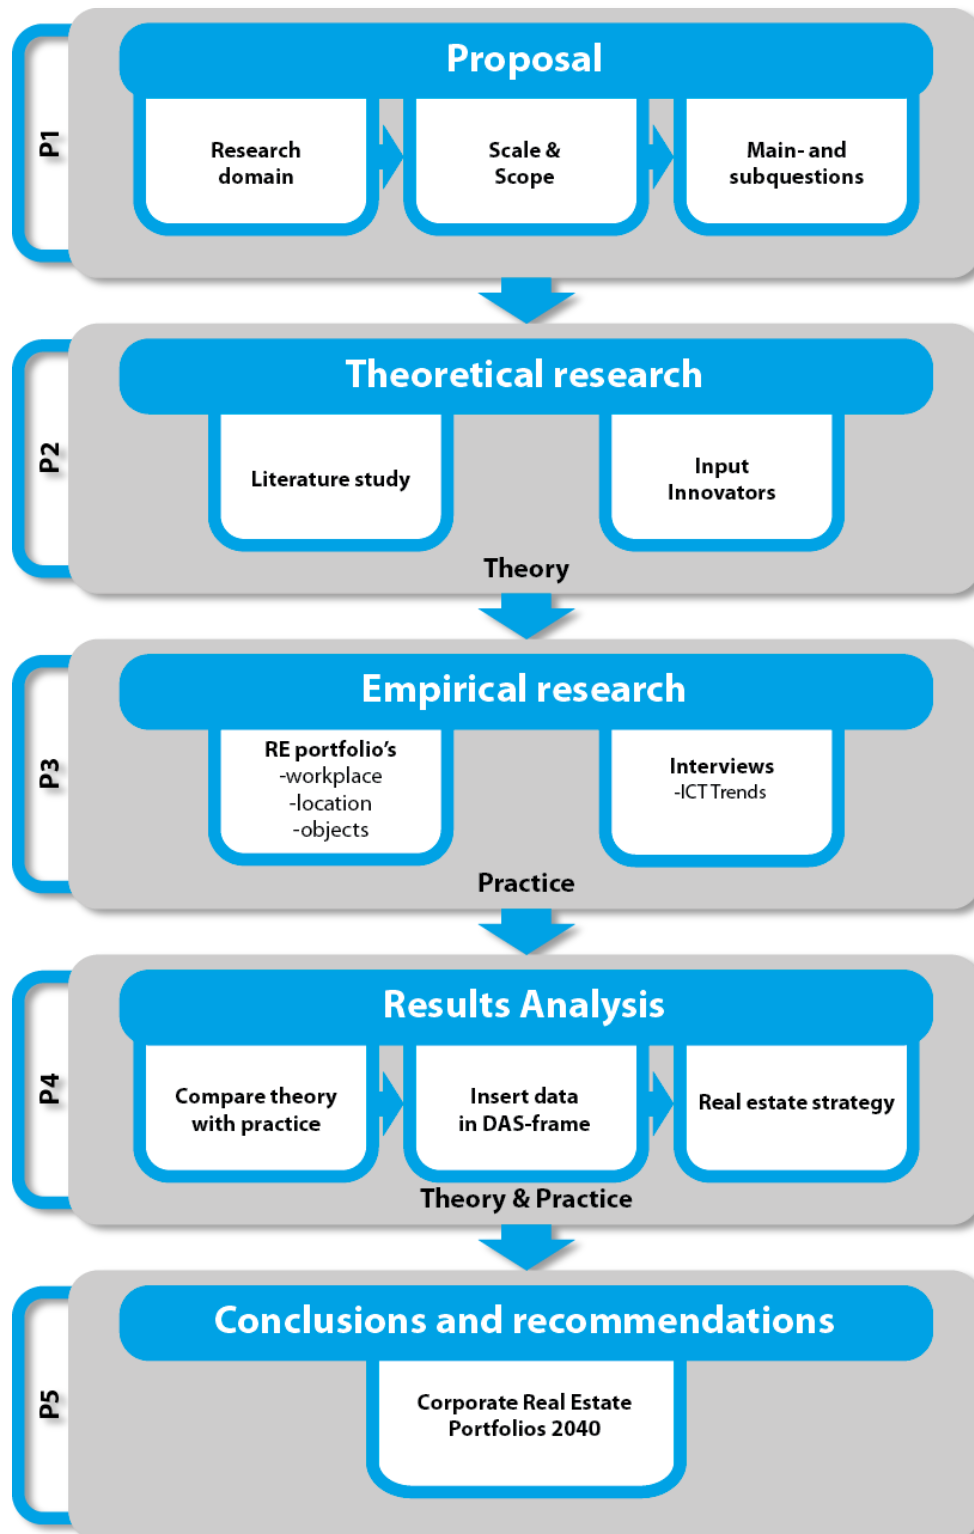 P1
Proposal
Research
domain
Scale &
Scope
Main- and
subquestions
P2
Theoretical research
Literature study
Input
Innovators
Theory
P3
Empirical research
RE portfolio's
-workplace
-location
-objects
Interviews
-ICT Trends
Practice
P4
Results Analysis
Compare theory
with practice
Insert data
in DAS-frame
Real estate strategy
Theory & Practice
P5
Conclusions and recommendations
Corporate Real Estate
Portfolios 2040